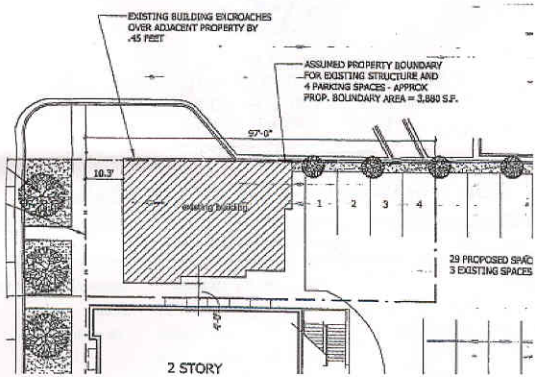 EXISTING BUILDING ENCROACHES
OVER ADJACENT PROPERTY BY
.45 FEET
ASSUMED PROPERTY BOUNDARY
FOR EXISTING STRUCTURE AND
4 PARKING SPACES - APPROX
PROP. BOUNDARY AREA = 3,880 S.F.
97'-0"
10.3'
existing building
1 2 3 4
29 PROPOSED SPAC
3 EXISTING SPACES
4'-0"
2 STORY